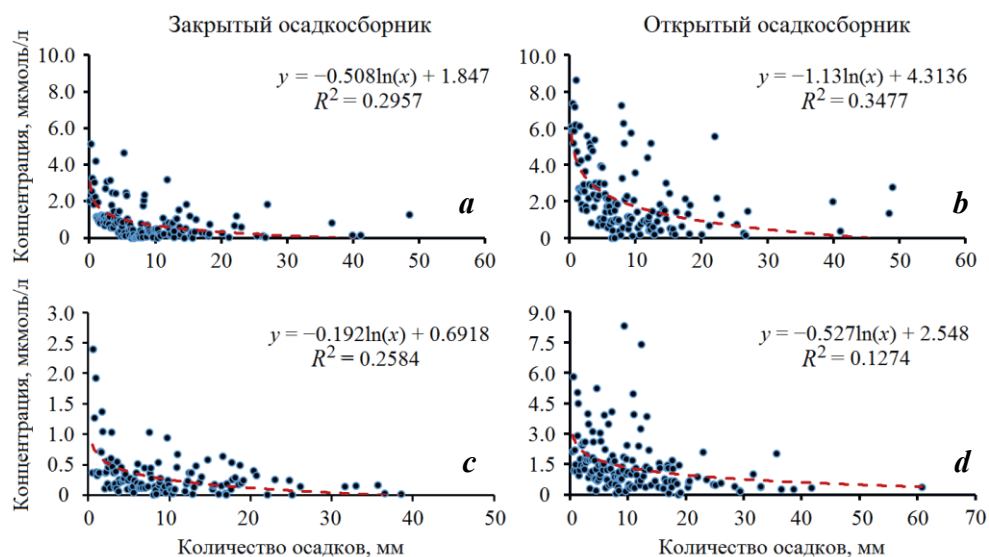 Закрытый осадкосборник
Открытый осадкосборник
Концентрация, мкмоль/л
10.0
8.0
6.0
4.0
2.0
0
y = −0.508ln(x) + 1.847
R² = 0.2957
a
0 10 20 30 40 50 60
10.0
8.0
6.0
4.0
2.0
0
y = −1.13ln(x) + 4.3136
R² = 0.3477
b
0 10 20 30 40 50 60
Концентрация, мкмоль/л
3.0
2.5
2.0
1.5
1.0
0.5
0
y = −0.192ln(x) + 0.6918
R² = 0.2584
c
0 10 20 30 40 50
Количество осадков, мм
9.0
7.5
6.0
4.5
3.0
1.5
0
y = −0.527ln(x) + 2.548
R² = 0.1274
d
0 10 20 30 40 50 60 70
Количество осадков, мм